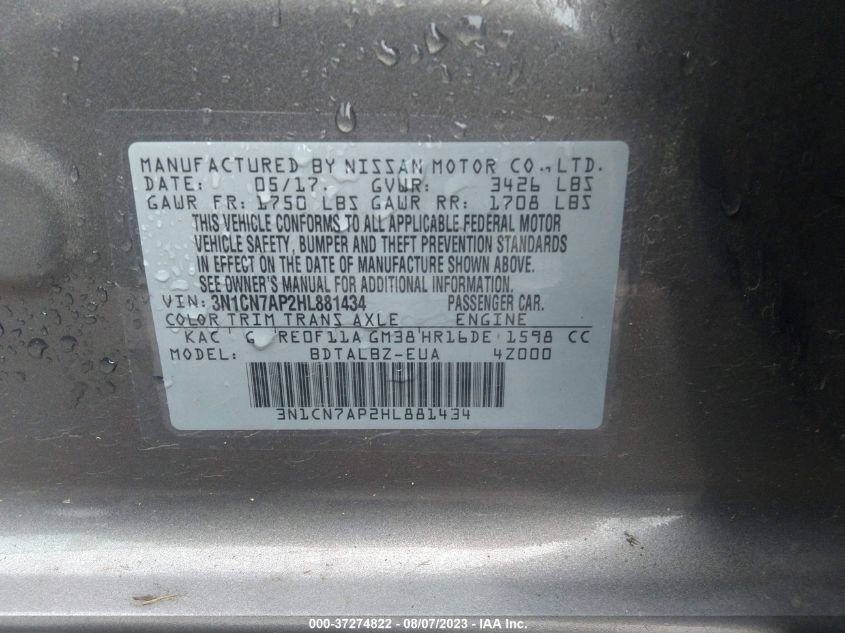 MANUFACTURED BY NISSAN MOTOR CO., LTD.
DATE: 05/17 GVWR: 3426 LBS
GAWR FR: 1750 LBS GAWR RR: 1708 LBS
THIS VEHICLE CONFORMS TO ALL APPLICABLE FEDERAL MOTOR
VEHICLE SAFETY, BUMPER AND THEFT PREVENTION STANDARDS
IN EFFECT ON THE DATE OF MANUFACTURE SHOWN ABOVE.
SEE OWNER'S MANUAL FOR ADDITIONAL INFORMATION.
VIN: 3N1CN7AP2HL881434 PASSENGER CAR.
COLOR TRIM TRANS AXLE ENGINE
KAC G RE0F11A GM38 HR16DE 1598 CC
MODEL: BDTALBZ-EUA 4Z000
3N1CN7AP2HL881434
000-37274822 - 08/07/2023 - IAA Inc.